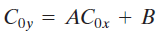 C₀y = AC₀x + B